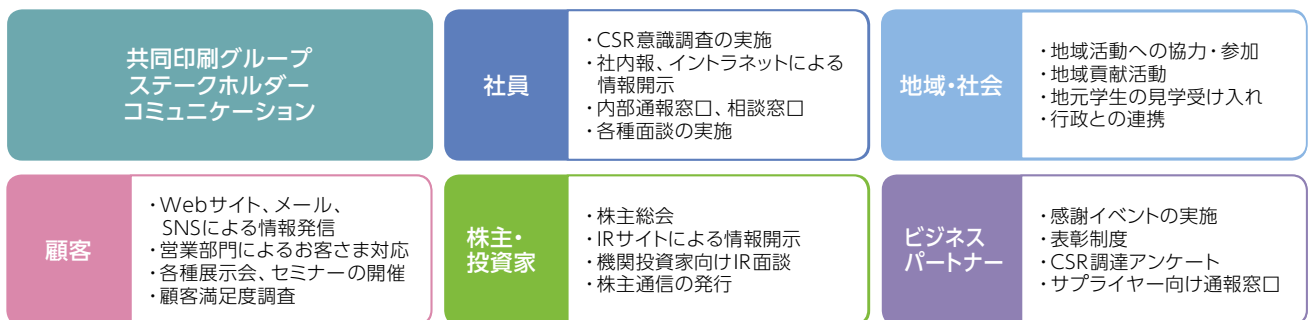 共同印刷グループ
ステークホルダー
コミュニケーション
社員
・CSR意識調査の実施
・社内報、イントラネットによる
情報開示
・内部通報窓口、相談窓口
・各種面談の実施
地域・社会
・地域活動への協力・参加
・地域貢献活動
・地元学生の見学受け入れ
・行政との連携
顧客
・Webサイト、メール、
SNSによる情報発信
・営業部門によるお客さま対応
・各種展示会、セミナーの開催
・顧客満足度調査
株主・
投資家
・株主総会
・IRサイトによる情報開示
・機関投資家向けIR面談
・株主通信の発行
ビジネス
パートナー
・感謝イベントの実施
・表彰制度
・CSR調達アンケート
・サプライヤー向け通報窓口